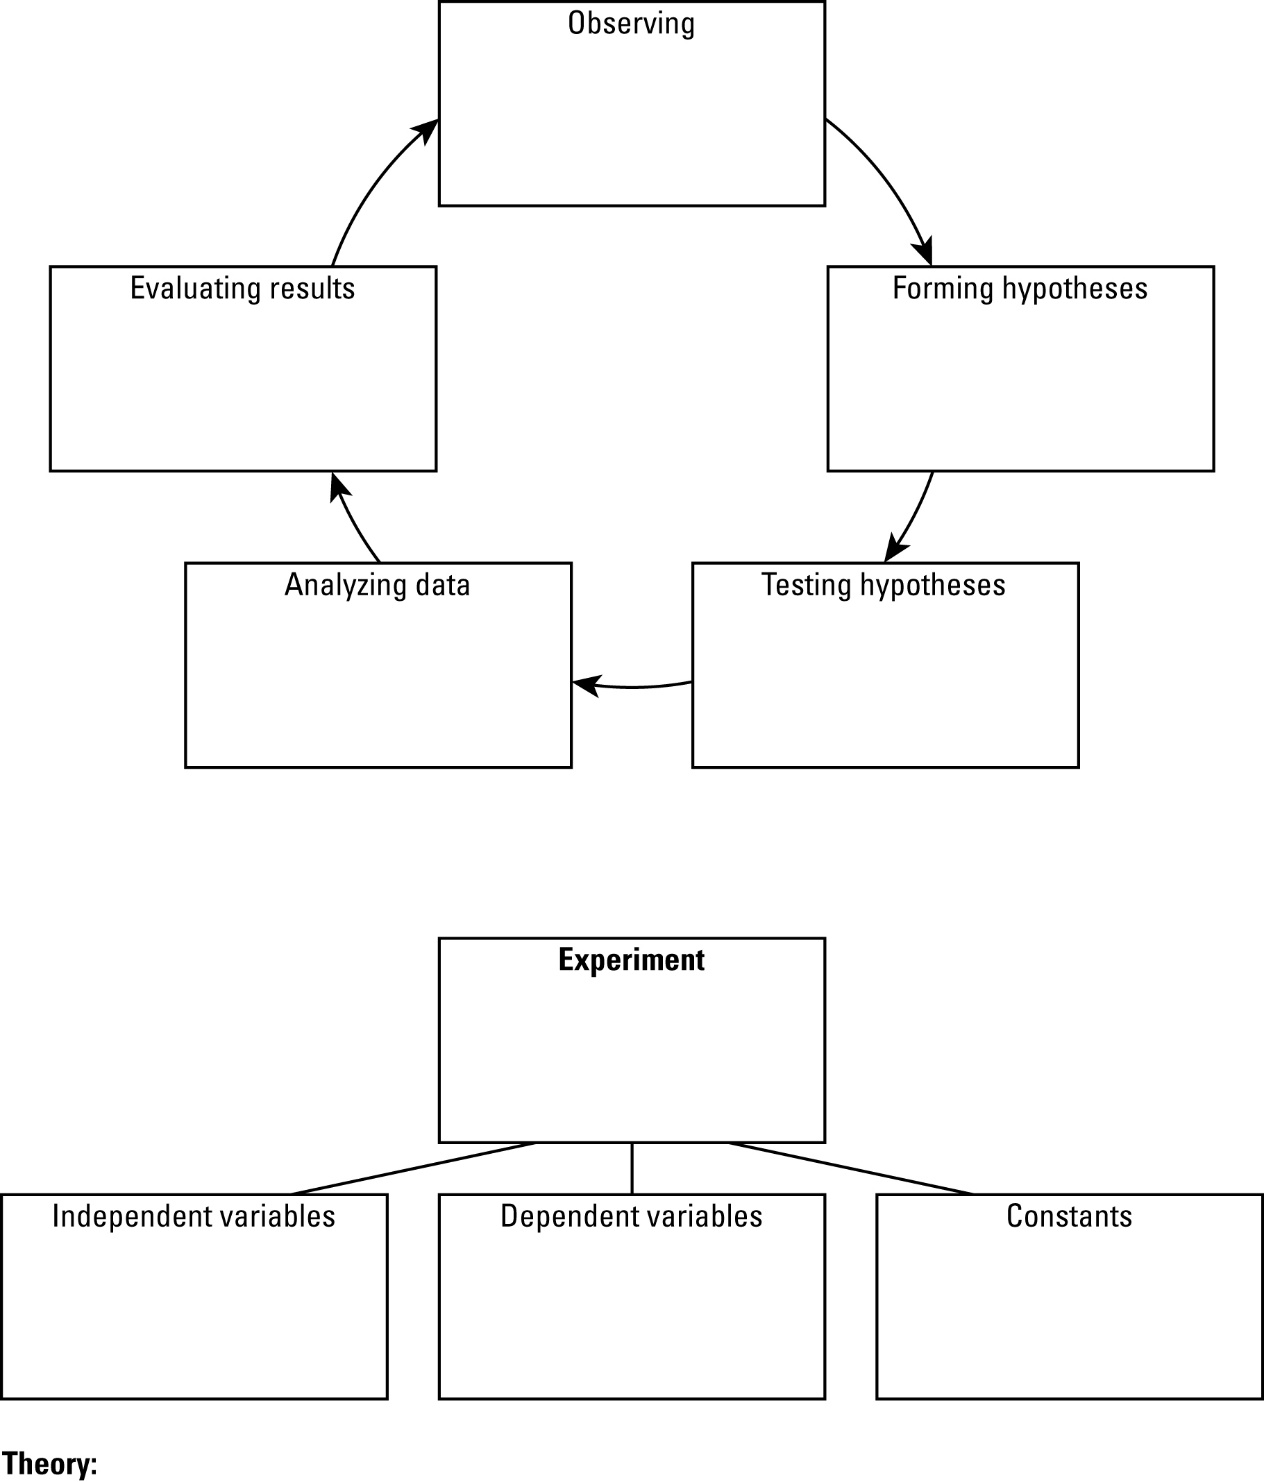 Observing
Evaluating results
Forming hypotheses
Analyzing data
Testing hypotheses
Experiment
Independent variables
Dependent variables
Constants
Theory: